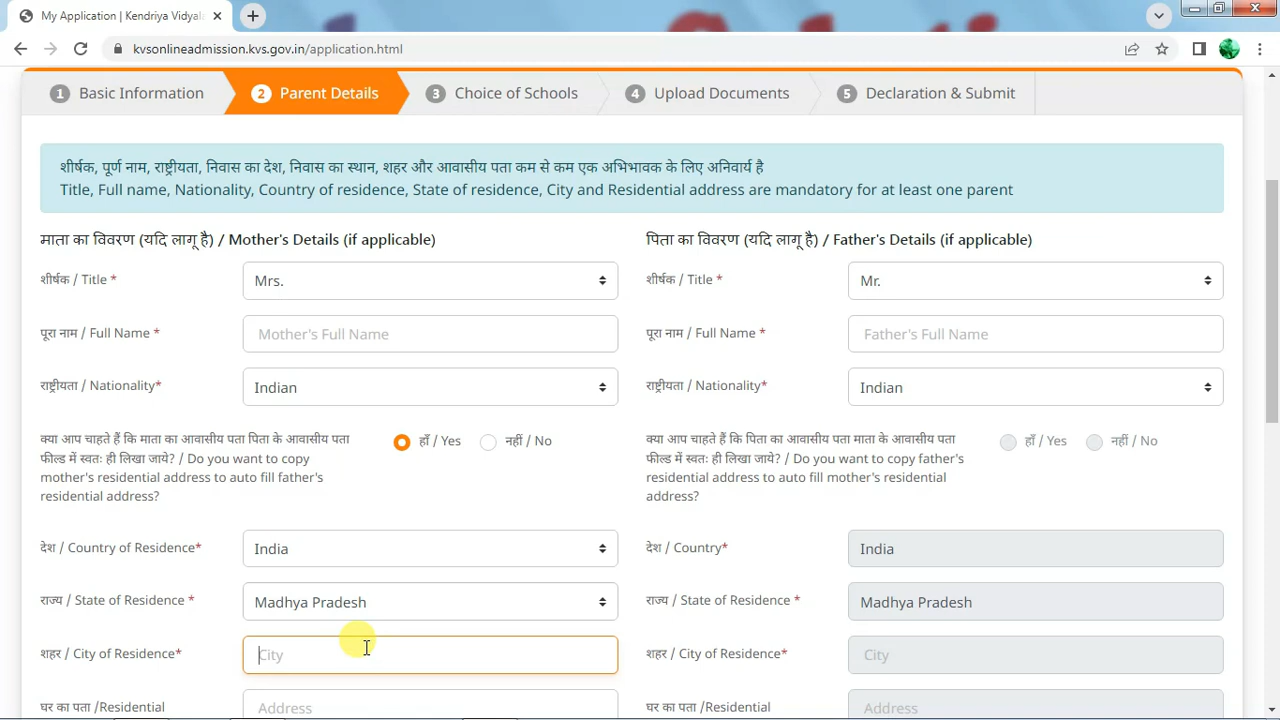 My Application | Kendriya Vidyal
kvsonlineadmission.kvs.gov.in/application.html
1 Basic Information
2 Parent Details
3 Choice of Schools
4 Upload Documents
5 Declaration & Submit
शीर्षक, पूर्ण नाम, राष्ट्रीयता, निवास का देश, निवास का स्थान, शहर और आवासीय पता कम से कम एक अभिभावक के लिए अनिवार्य है
Title, Full name, Nationality, Country of residence, State of residence, City and Residential address are mandatory for at least one parent
माता का विवरण (यदि लागू है) / Mother's Details (if applicable)
शीर्षक / Title * Mrs.
पूरा नाम / Full Name * Mother's Full Name
राष्ट्रीयता / Nationality* Indian
क्या आप चाहते हैं कि माता का आवासीय पता पिता के आवासीय पता
फील्ड में स्वतः ही लिखा जाये? / Do you want to copy
mother's residential address to auto fill father's
residential address?
हाँ / Yes नहीं / No
देश / Country of Residence* India
राज्य / State of Residence * Madhya Pradesh
शहर / City of Residence* City
घर का पता /Residential Address
पिता का विवरण (यदि लागू है) / Father's Details (if applicable)
शीर्षक / Title * Mr.
पूरा नाम / Full Name * Father's Full Name
राष्ट्रीयता / Nationality* Indian
क्या आप चाहते हैं कि पिता का आवासीय पता माता के आवासीय पता
फील्ड में स्वतः ही लिखा जाये? / Do you want to copy father's
residential address to auto fill mother's residential
address?
हाँ / Yes नहीं / No
देश / Country* India
राज्य / State of Residence * Madhya Pradesh
शहर / City of Residence* City
घर का पता /Residential Address